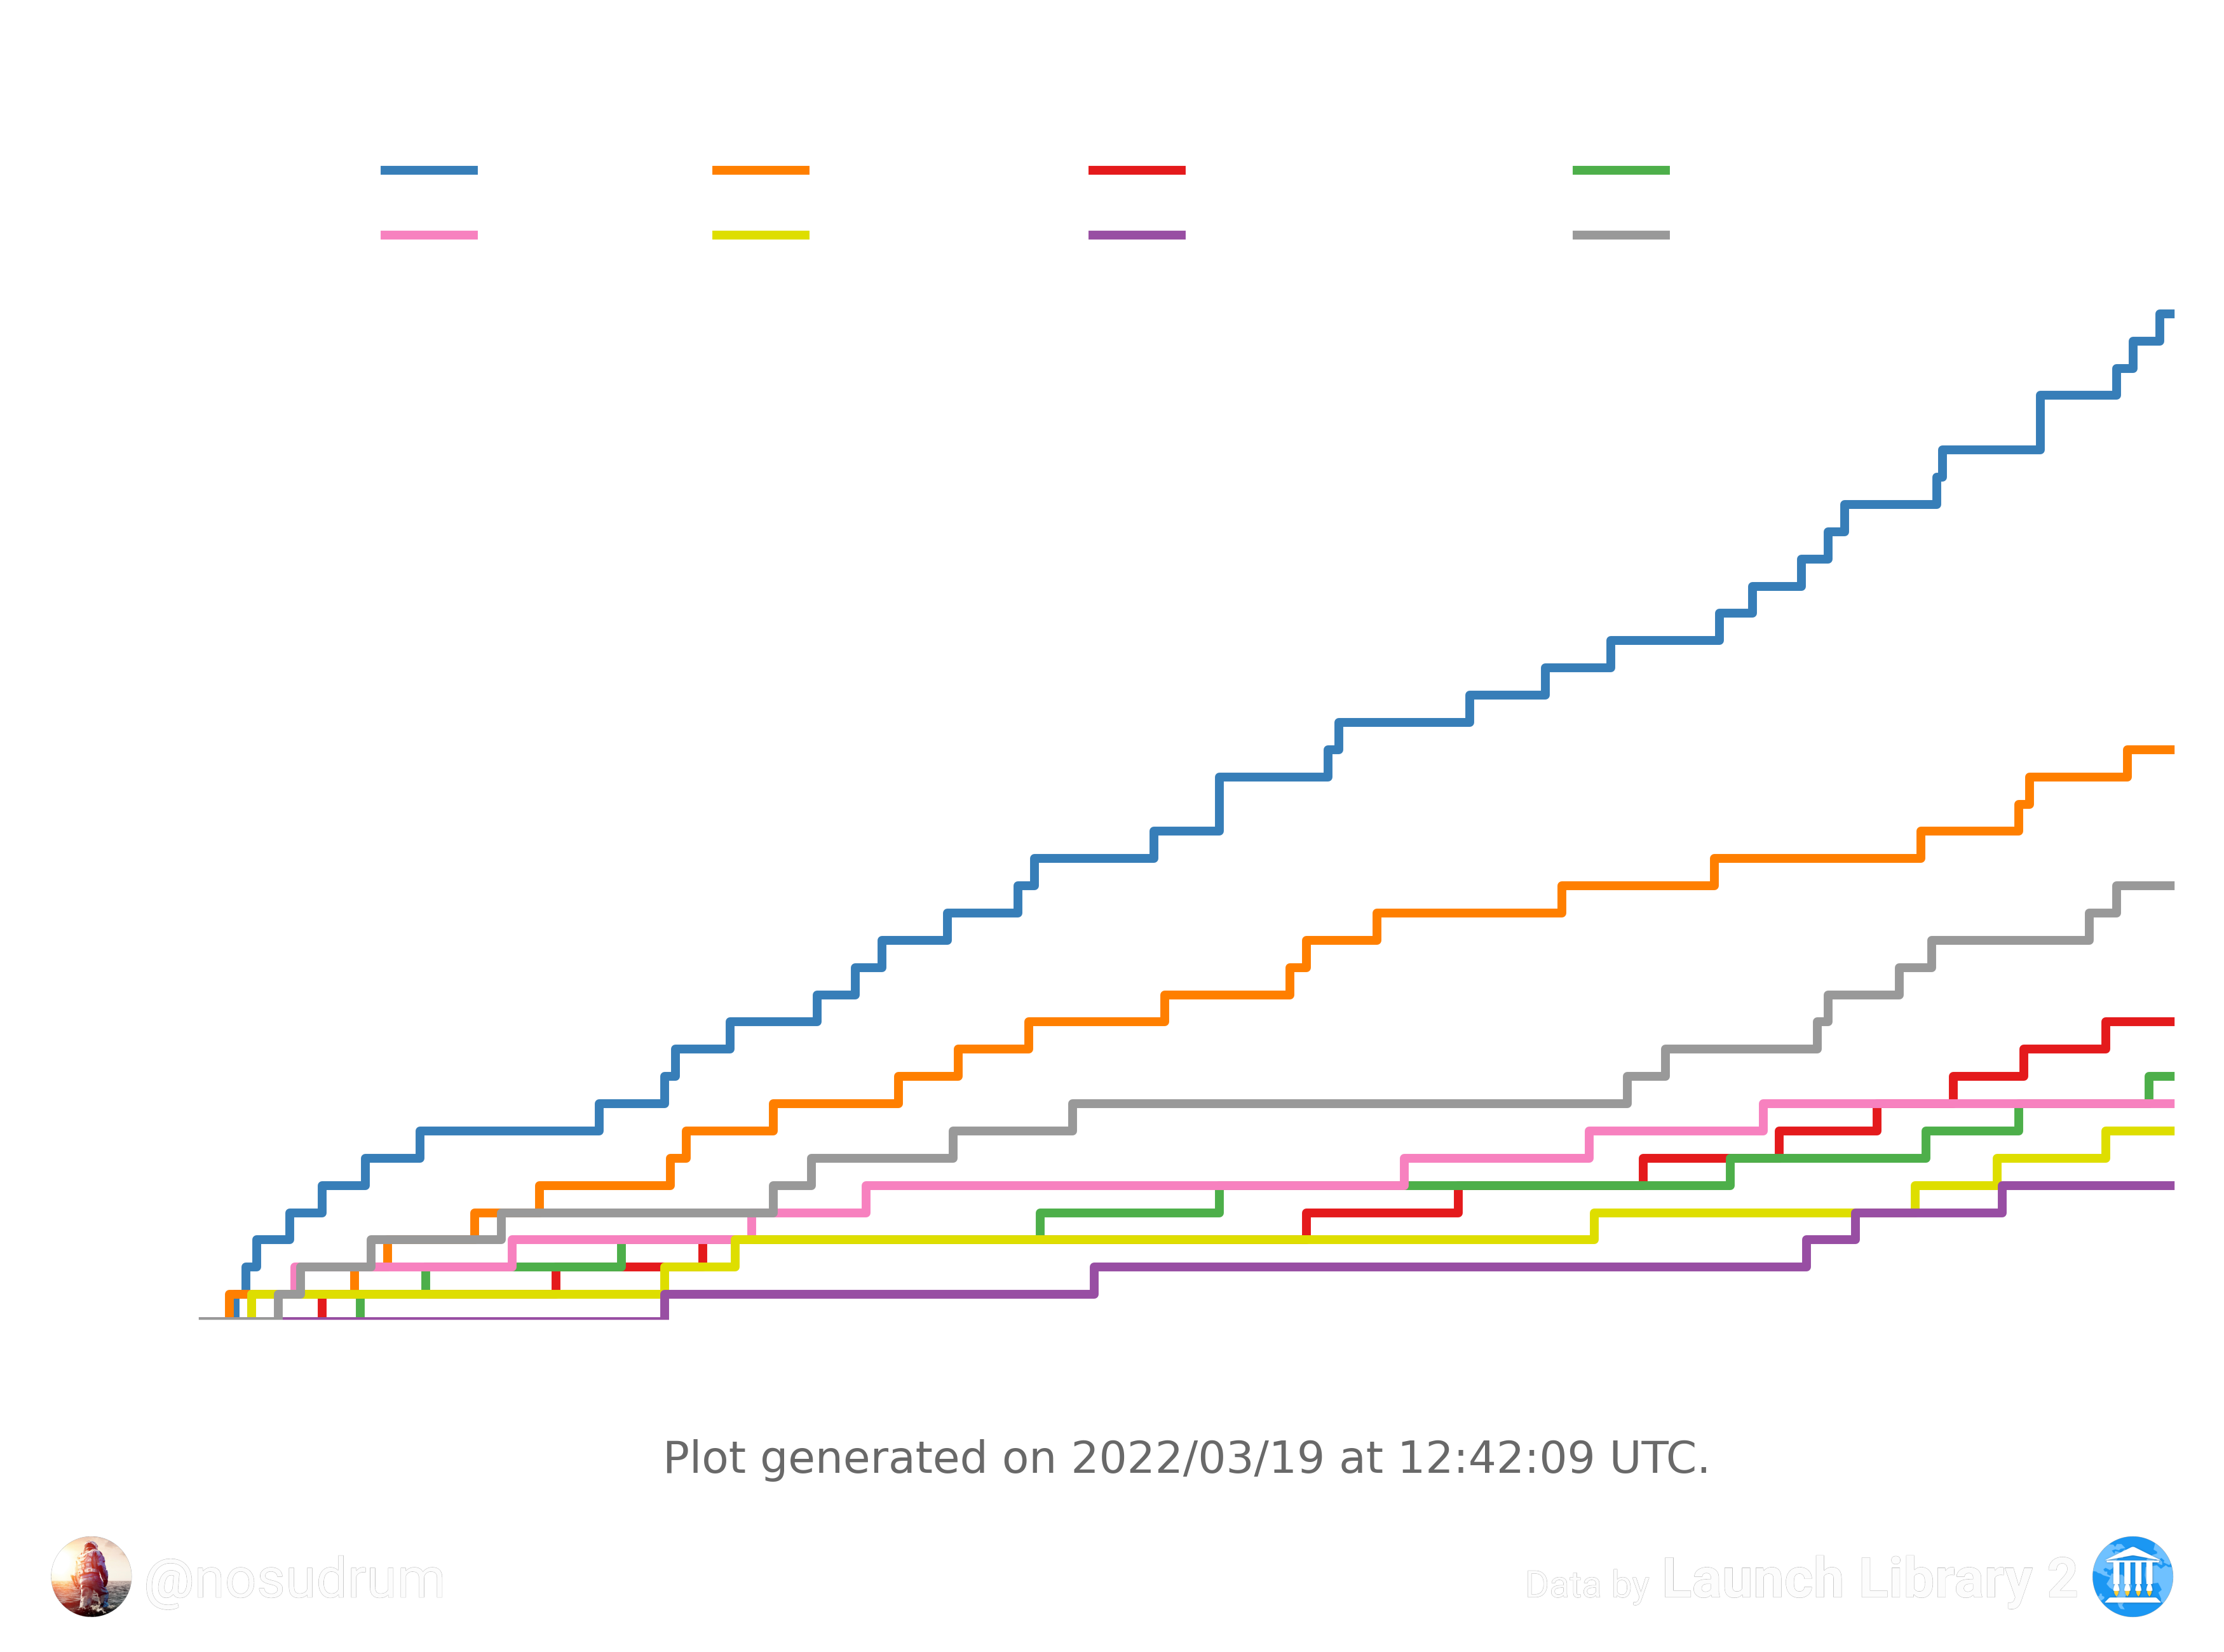 Plot generated on 2022/03/19 at 12:42:09 UTC.
@nosudrum
Data by Launch Library 2